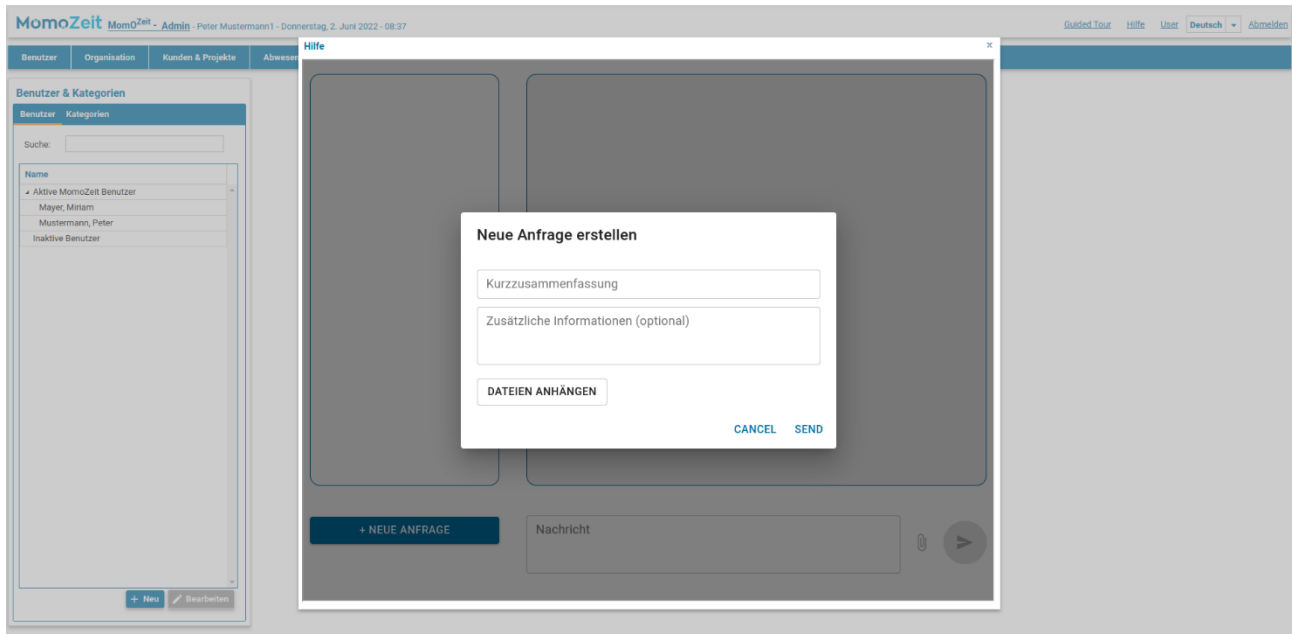 MomoZeit MomOZeit - Admin - Peter Mustermann1 - Donnerstag, 2. Juni 2022 - 08:37
Guided Tour Hilfe User Deutsch Abmelden
Benutzer Organisation Kunden & Projekte Abwesen
Hilfe x
Benutzer & Kategorien
Benutzer Kategorien
Suche:
Name
Aktive MomoZeit Benutzer
Mayer, Miriam
Mustermann, Peter
Inaktive Benutzer
+ Neu Bearbeiten
Neue Anfrage erstellen
Kurzzusammenfassung
Zusätzliche Informationen (optional)
DATEIEN ANHÄNGEN
CANCEL SEND
+ NEUE ANFRAGE
Nachricht